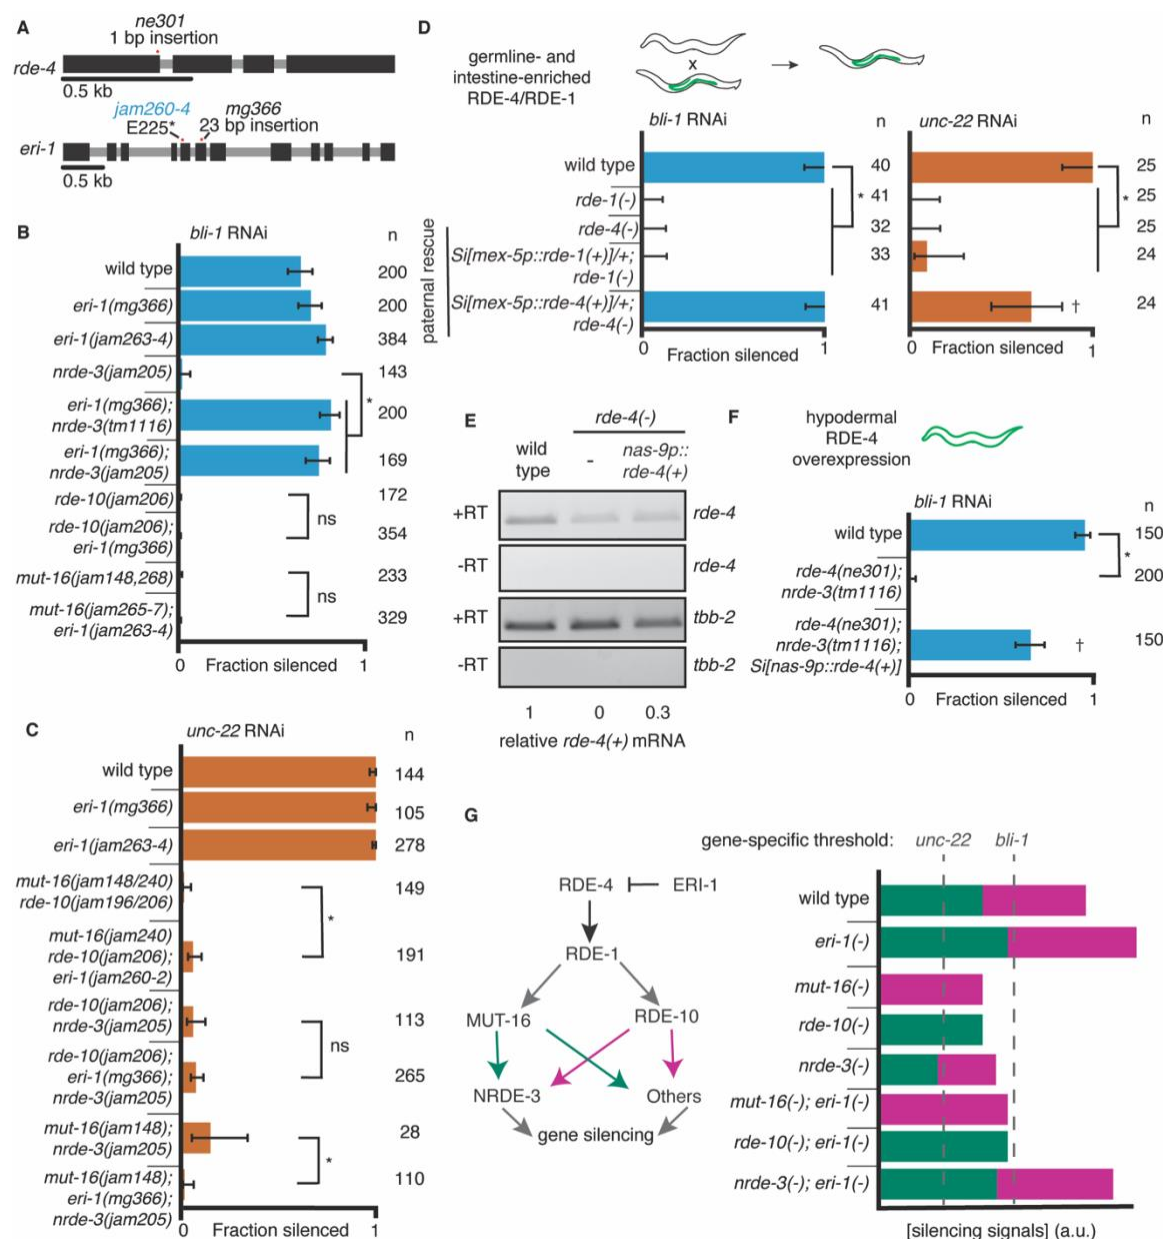 A
ne301
1 bp insertion
rde-4
0.5 kb
jam260-4 mg366
E225* 23 bp insertion
eri-1
0.5 kb
B
bli-1 RNAi
n
wild type 200
eri-1(mg366) 200
eri-1(jam263-4) 384
nrde-3(jam205) 143
*
eri-1(mg366);
nrde-3(tm1116) 200
eri-1(mg366);
nrde-3(jam205) 169
rde-10(jam206) 172
ns
rde-10(jam206);
eri-1(mg366) 354
mut-16(jam148,268) 233
ns
mut-16(jam265-7);
eri-1(jam263-4) 329
0 Fraction silenced 1
C
unc-22 RNAi
n
wild type 144
eri-1(mg366) 105
eri-1(jam263-4) 278
mut-16(jam148/240)
rde-10(jam196/206) 149
*
mut-16(jam240)
rde-10(jam206);
eri-1(jam260-2) 191
rde-10(jam206);
nrde-3(jam205) 113
ns
rde-10(jam206);
eri-1(mg366);
nrde-3(jam205) 265
mut-16(jam148);
nrde-3(jam205) 28
*
mut-16(jam148);
eri-1(mg366);
nrde-3(jam205) 110
0 Fraction silenced 1
D
germline- and
intestine-enriched
RDE-4/RDE-1
x
bli-1 RNAi n unc-22 RNAi n
wild type 40 25
rde-1(-) * 41 * 25
rde-4(-) 32 25
paternal rescue
Si[mex-5p::rde-1(+)]/+;
rde-1(-) 33 24
Si[mex-5p::rde-4(+)]/+;
rde-4(-) 41 † 24
0 Fraction silenced 1 0 Fraction silenced 1
E
rde-4(-)
wild
type - nas-9p::
rde-4(+)
+RT rde-4
-RT rde-4
+RT tbb-2
-RT tbb-2
1 0 0.3
relative rde-4(+) mRNA
F
hypodermal
RDE-4
overexpression
bli-1 RNAi
n
wild type 150
*
rde-4(ne301);
nrde-3(tm1116) 200
rde-4(ne301);
nrde-3(tm1116);
Si[nas-9p::rde-4(+)] † 150
0 Fraction silenced 1
G
RDE-4 ERI-1
RDE-1
MUT-16 RDE-10
NRDE-3 Others
gene silencing
gene-specific threshold: unc-22 bli-1
wild type
eri-1(-)
mut-16(-)
rde-10(-)
nrde-3(-)
mut-16(-); eri-1(-)
rde-10(-); eri-1(-)
nrde-3(-); eri-1(-)
[silencing signals] (a.u.)